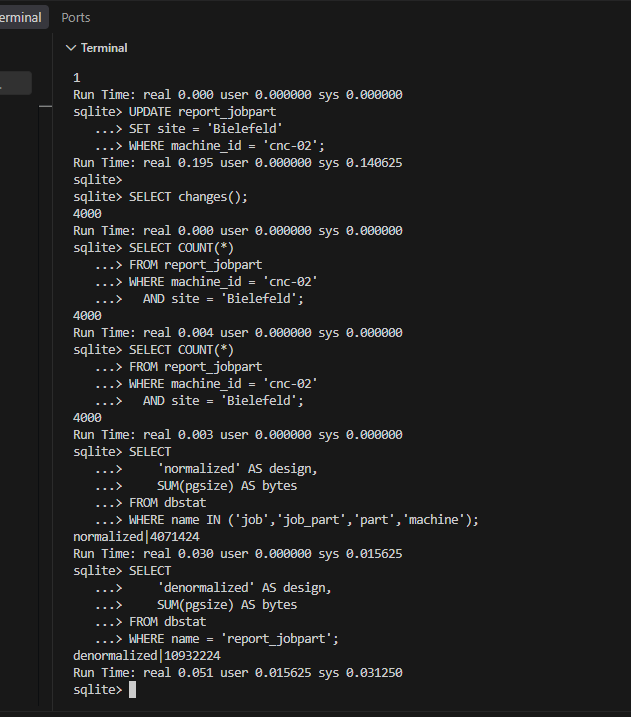 erminal Ports
Terminal
1
Run Time: real 0.000 user 0.000000 sys 0.000000
sqlite> UPDATE report_jobpart
   ...> SET site = 'Bielefeld'
   ...> WHERE machine_id = 'cnc-02';
Run Time: real 0.195 user 0.000000 sys 0.140625
sqlite>
sqlite> SELECT changes();
4000
Run Time: real 0.000 user 0.000000 sys 0.000000
sqlite> SELECT COUNT(*)
   ...> FROM report_jobpart
   ...> WHERE machine_id = 'cnc-02'
   ...>   AND site = 'Bielefeld';
4000
Run Time: real 0.004 user 0.000000 sys 0.000000
sqlite> SELECT COUNT(*)
   ...> FROM report_jobpart
   ...> WHERE machine_id = 'cnc-02'
   ...>   AND site = 'Bielefeld';
4000
Run Time: real 0.003 user 0.000000 sys 0.000000
sqlite> SELECT
   ...>     'normalized' AS design,
   ...>     SUM(pgsize) AS bytes
   ...> FROM dbstat
   ...> WHERE name IN ('job','job_part','part','machine');
normalized|4071424
Run Time: real 0.030 user 0.000000 sys 0.015625
sqlite> SELECT
   ...>     'denormalized' AS design,
   ...>     SUM(pgsize) AS bytes
   ...> FROM dbstat
   ...> WHERE name = 'report_jobpart';
denormalized|10932224
Run Time: real 0.051 user 0.015625 sys 0.031250
sqlite>